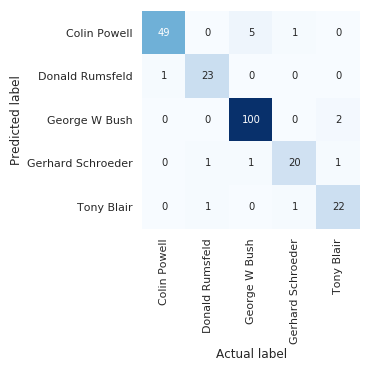 Predicted label
Colin Powell 49 0 5 1 0
Donald Rumsfeld 1 23 0 0 0
George W Bush 0 0 100 0 2
Gerhard Schroeder 0 1 1 20 1
Tony Blair 0 1 0 1 22
Colin Powell
Donald Rumsfeld
George W Bush
Gerhard Schroeder
Tony Blair
Actual label